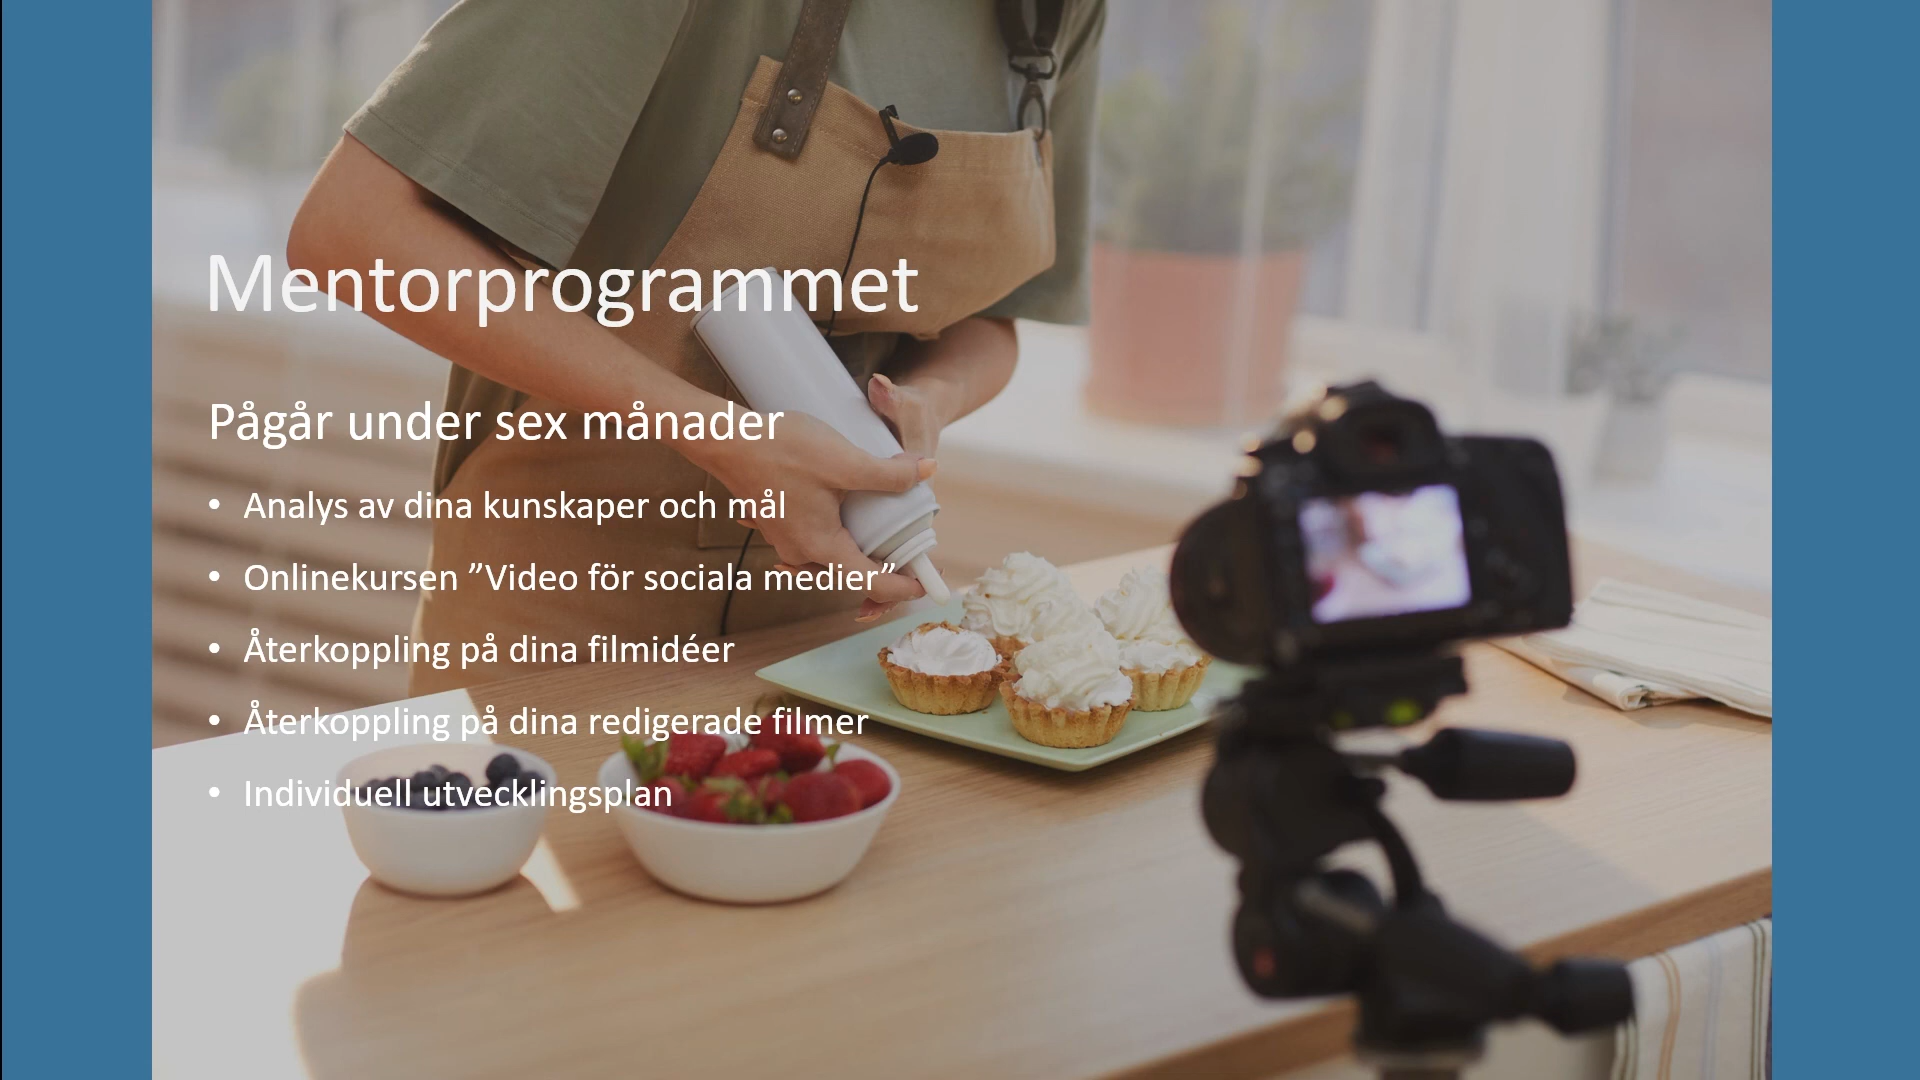 Mentorprogrammet
Pågår under sex månader
• Analys av dina kunskaper och mål
• Onlinekursen ”Video för sociala medier”
• Återkoppling på dina filmidéer
• Återkoppling på dina redigerade filmer
• Individuell utvecklingsplan